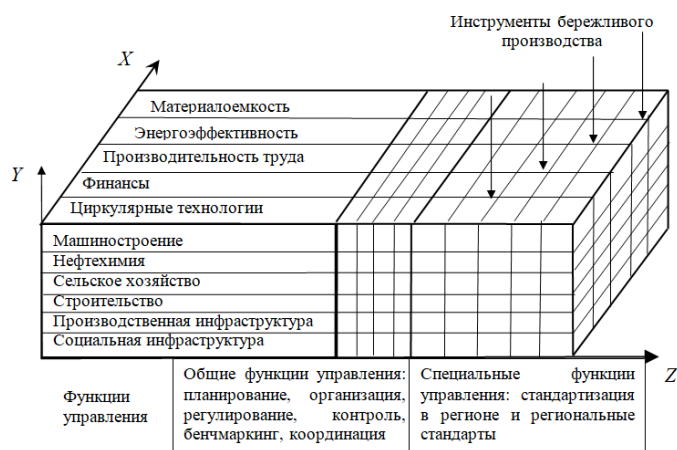 Инструменты бережливого
производства
X
Материалоемкость
Энергоэффективность
Производительность труда
Y
Финансы
Циркулярные технологии
Машиностроение
Нефтехимия
Сельское хозяйство
Строительство
Производственная инфраструктура
Социальная инфраструктура
Z
Функции
управления
Общие функции управления:
планирование, организация,
регулирование, контроль,
бенчмаркинг, координация
Специальные функции
управления: стандартизация
в регионе и региональные
стандарты